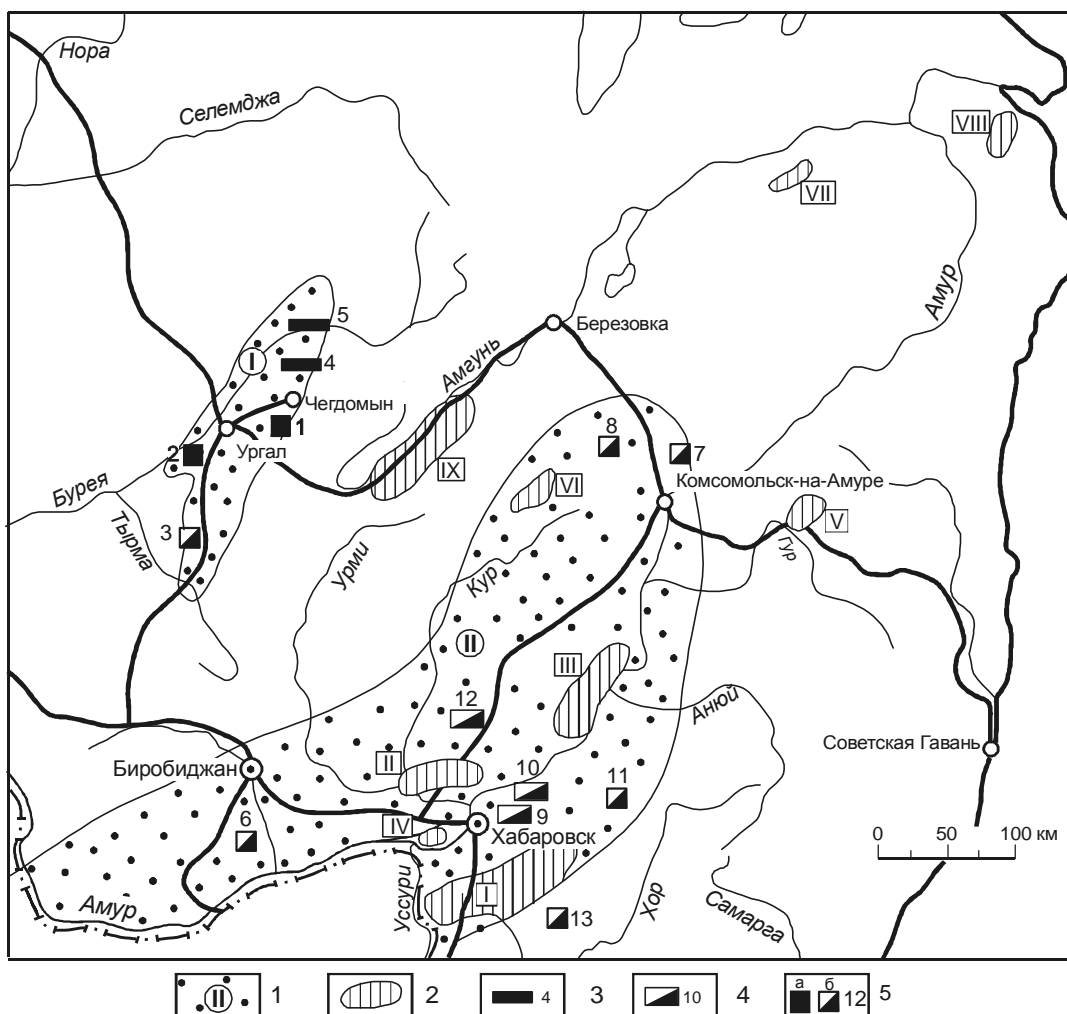 Нора
Селемджа
VIII
VII
Амур
5
I
4
Березовка
Амгунь
Чегдомын
1
Ургал
2
8
7
IX
VI
Комсомольск-на-Амуре
Бурея
V
3
Тырма
Гур
Урми
Кур
II
III
12
Анюй
Советская Гавань
Биробиджан
II
10
11
9
0 50 100 км
6
IV
Хабаровск
Уссури
I
Амур
13
Хор
Самарга
II 1
2
4 3
10 4
а б 12 5